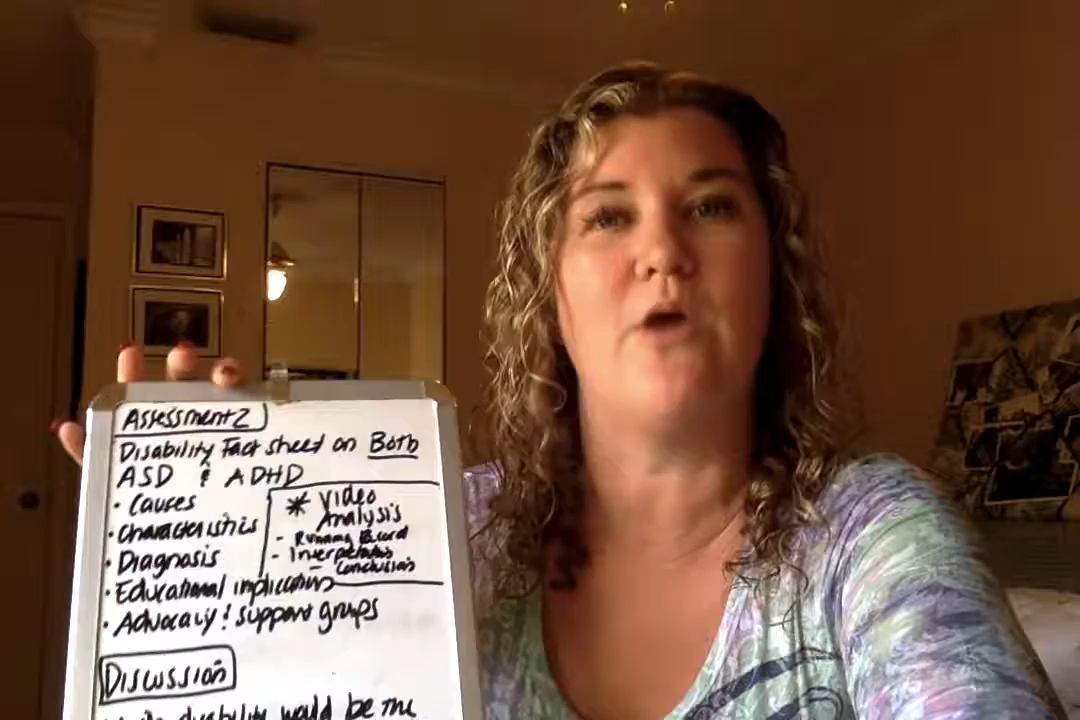 Assessment 2
Disability Fact sheet on Both
ASD & ADHD
• Causes
• Characteristics
• Diagnosis
• Educational implications
• Advocacy & support groups
* Video
Analysis
- Running Record
- Interpretations
- Conclusions
Discussion
disability would be the